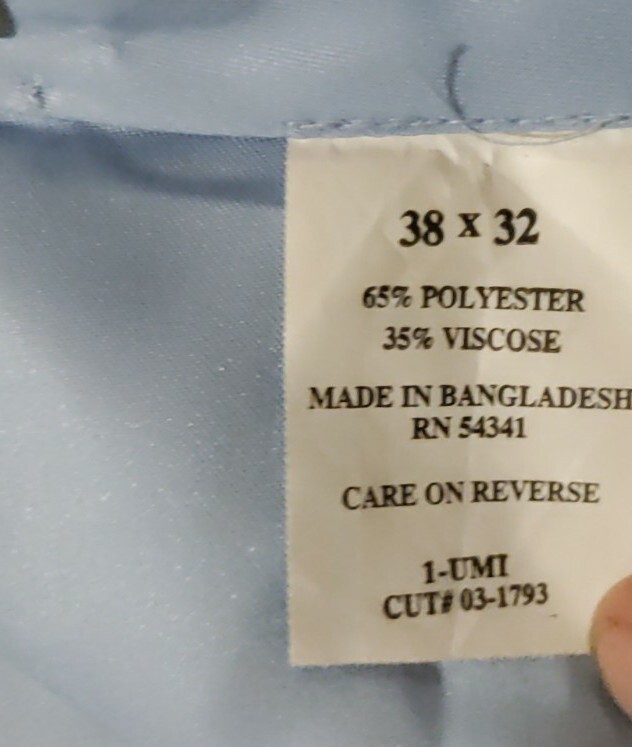 38 x 32
65% POLYESTER
35% VISCOSE
MADE IN BANGLADESH
RN 54341
CARE ON REVERSE
1-UMI
CUT# 03-1793